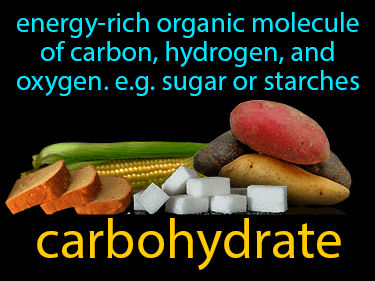 energy-rich organic molecule
of carbon, hydrogen, and
oxygen. e.g. sugar or starches
carbohydrate